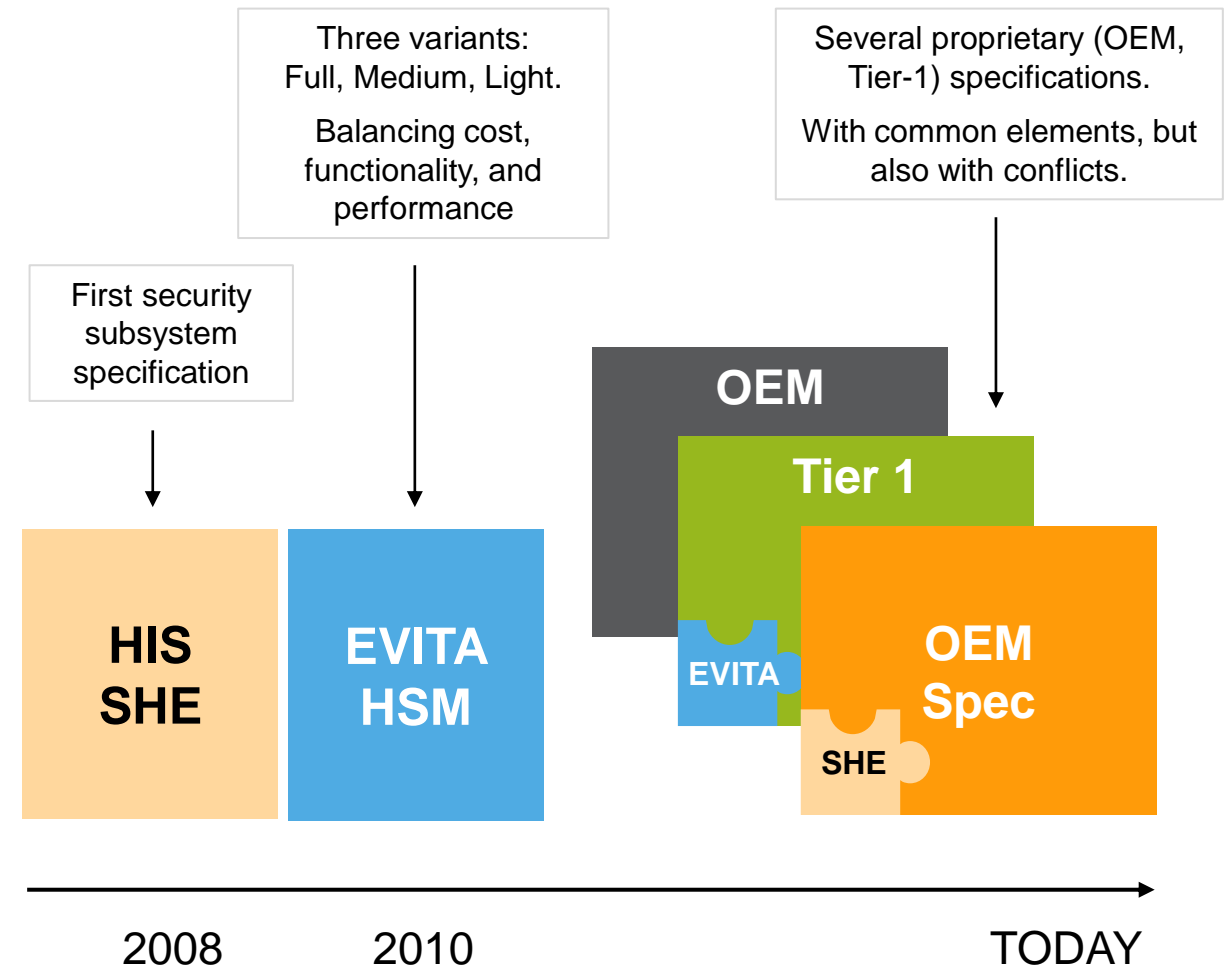 Three variants:
Full, Medium, Light.
Balancing cost,
functionality, and
performance
Several proprietary (OEM,
Tier-1) specifications.
With common elements, but
also with conflicts.
First security
subsystem
specification
OEM
Tier 1
HIS
SHE
EVITA
HSM
EVITA
OEM
Spec
SHE
2008
2010
TODAY